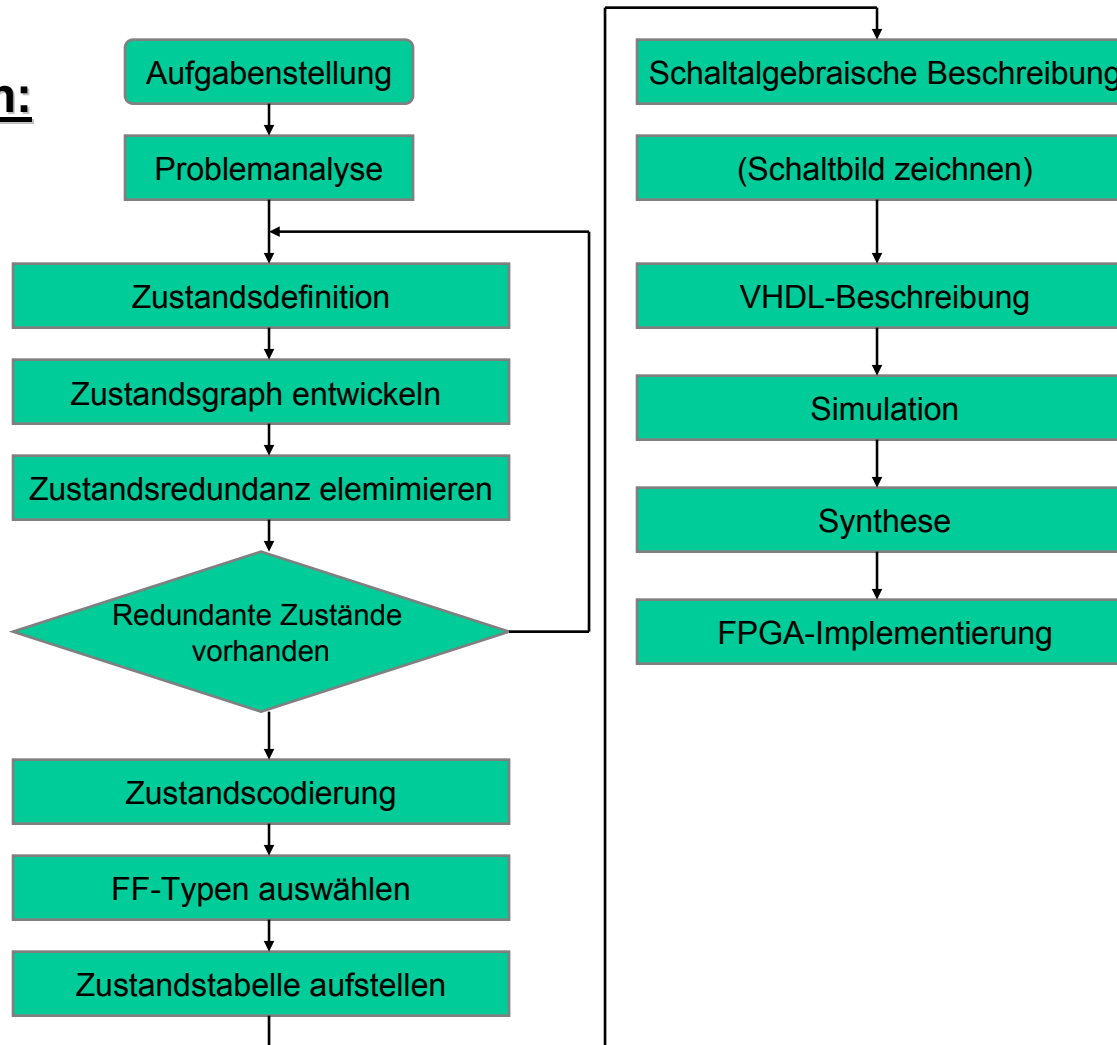 n:
Aufgabenstellung
Problemanalyse
Zustandsdefinition
Zustandsgraph entwickeln
Zustandsredundanz elemimieren
Redundante Zustände
vorhanden
Zustandscodierung
FF-Typen auswählen
Zustandstabelle aufstellen
Schaltalgebraische Beschreibung
(Schaltbild zeichnen)
VHDL-Beschreibung
Simulation
Synthese
FPGA-Implementierung